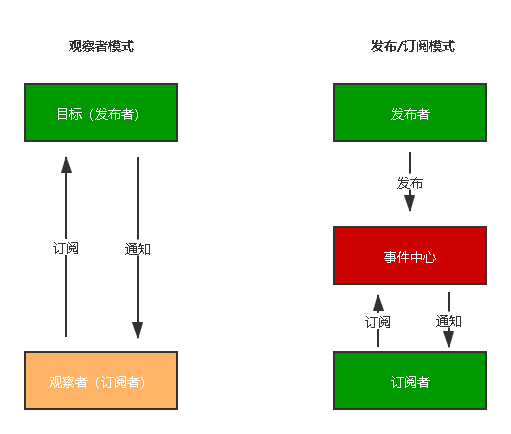 观察者模式
发布/订阅模式
目标（发布者）
发布者
发布
订阅
通知
事件中心
订阅
通知
观察者（订阅者）
订阅者